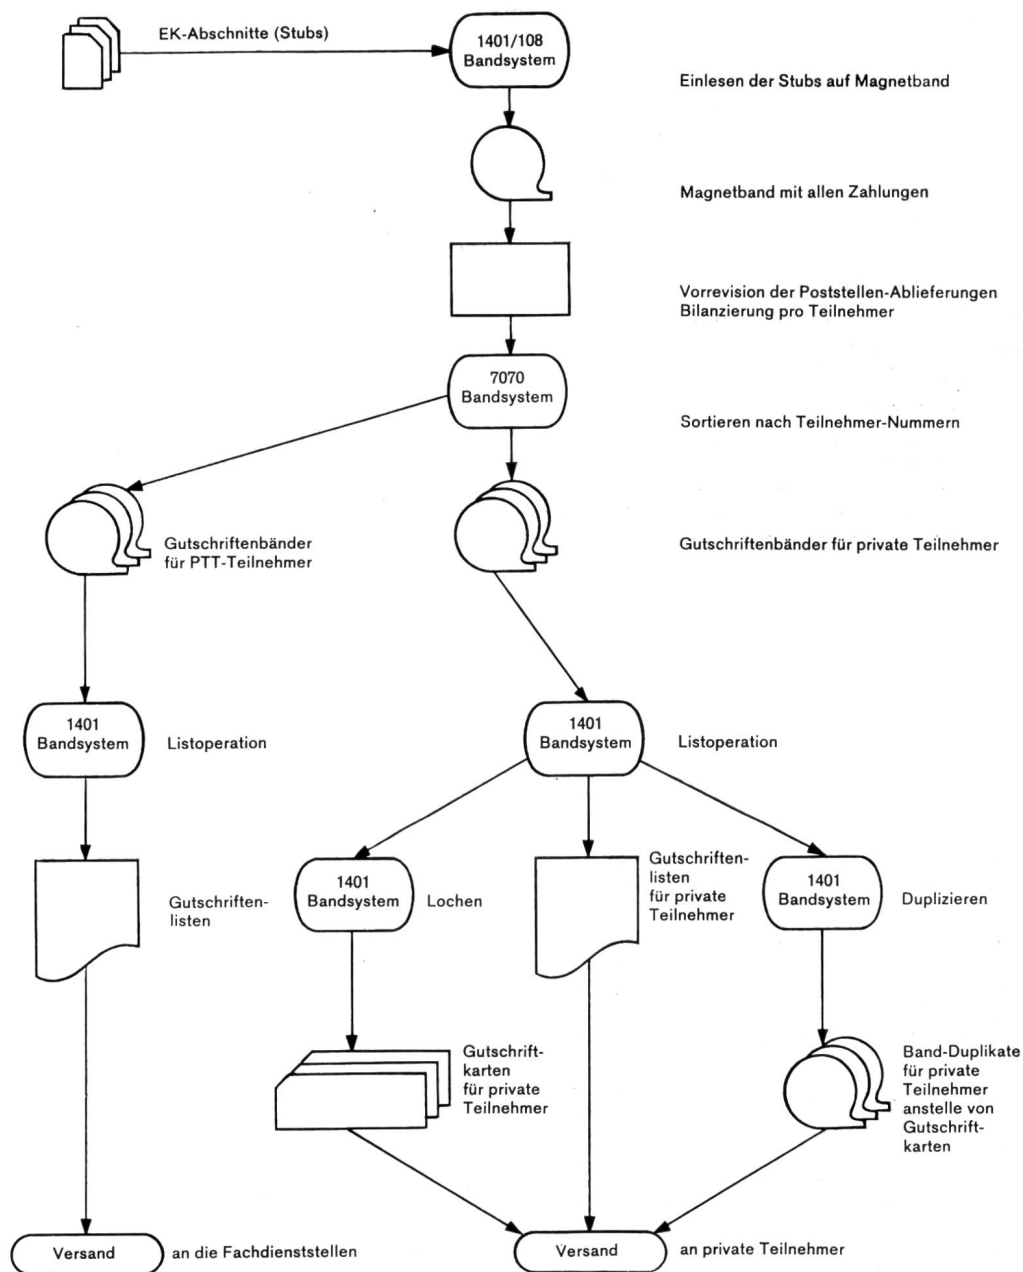 EK-Abschnitte (Stubs)
1401/108
Bandsystem
Einlesen der Stubs auf Magnetband
Magnetband mit allen Zahlungen
Vorrevision der Poststellen-Ablieferungen
Bilanzierung pro Teilnehmer
7070
Bandsystem
Sortieren nach Teilnehmer-Nummern
Gutschriftenbänder
für PTT-Teilnehmer
Gutschriftenbänder für private Teilnehmer
1401
Bandsystem
Listoperation
1401
Bandsystem
Listoperation
Gutschriften-
listen
1401
Bandsystem
Lochen
Gutschriften-
listen
für private
Teilnehmer
1401
Bandsystem
Duplizieren
Gutschrift-
karten
für private
Teilnehmer
Band-Duplikate
für private
Teilnehmer
anstelle von
Gutschrift-
karten
Versand
an die Fachdienststellen
Versand
an private Teilnehmer